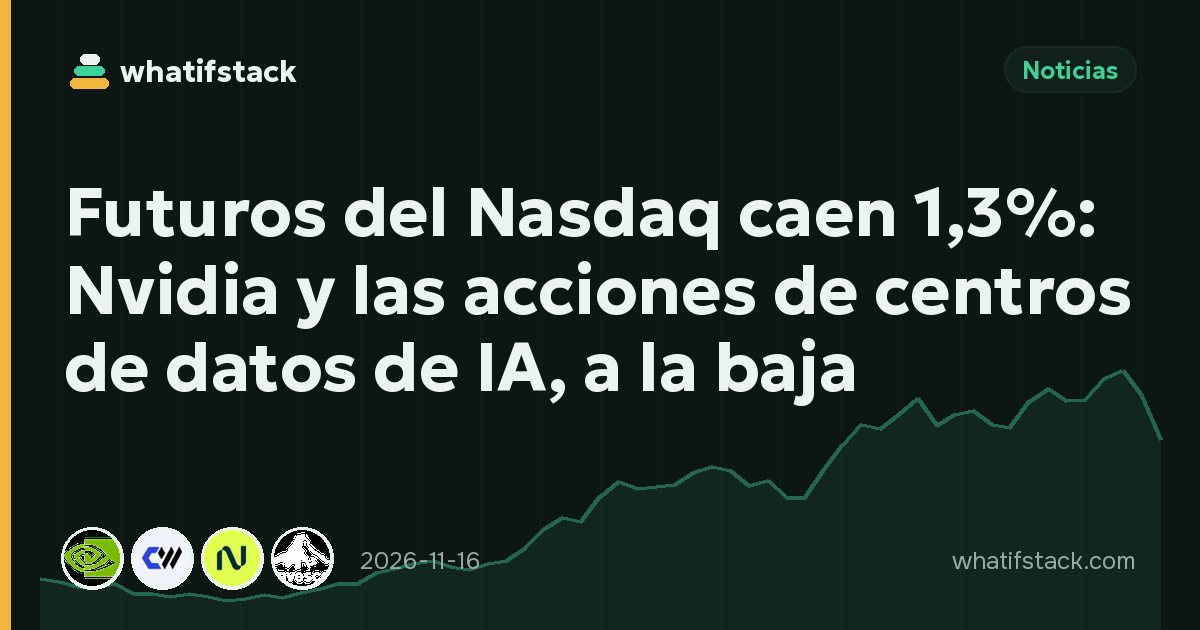 whatifstack
Noticias
Futuros del Nasdaq caen 1,3%:
Nvidia y las acciones de centros
de datos de IA, a la baja
2026-11-16
whatifstack.com